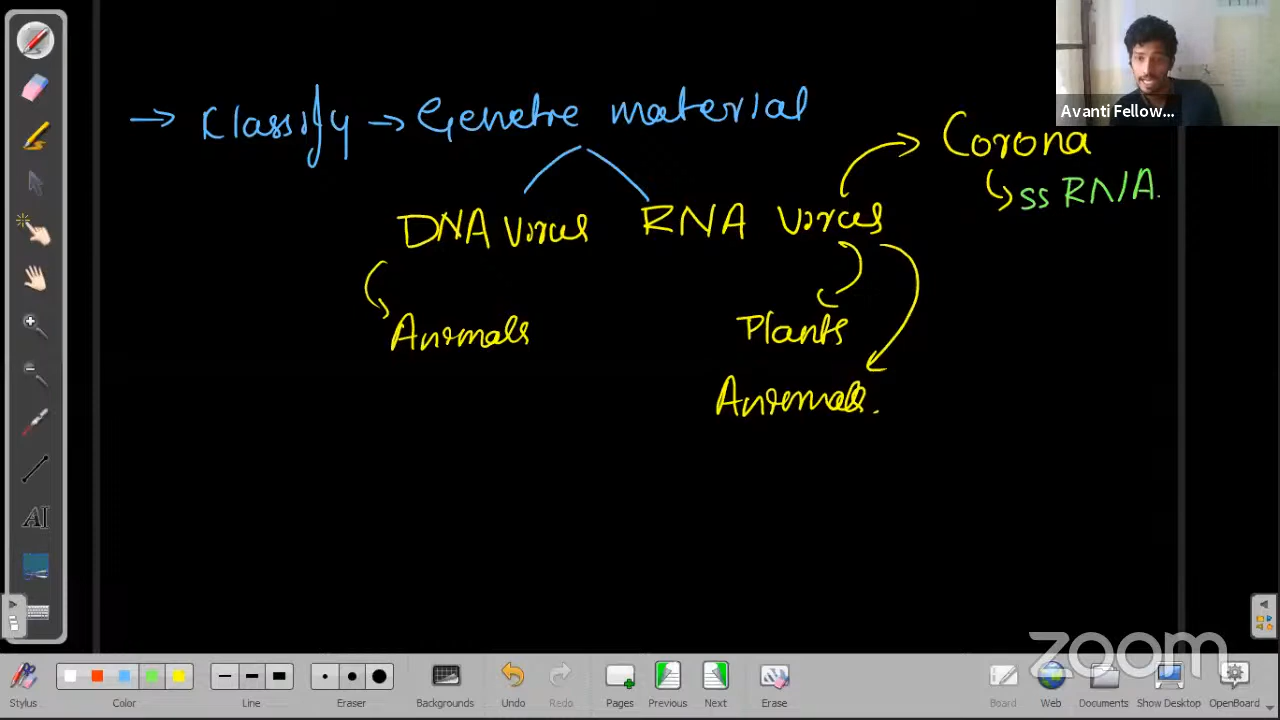 Avanti Fellow...
→ Classify → Genetic material
Corona
ss RNA.
DNA Virus RNA virus
Animals
Plants
Animals.
zoom
Stylus Color Line Eraser Backgrounds Undo Redo Pages Previous Next Erase Board Web Documents Show Desktop OpenBoard